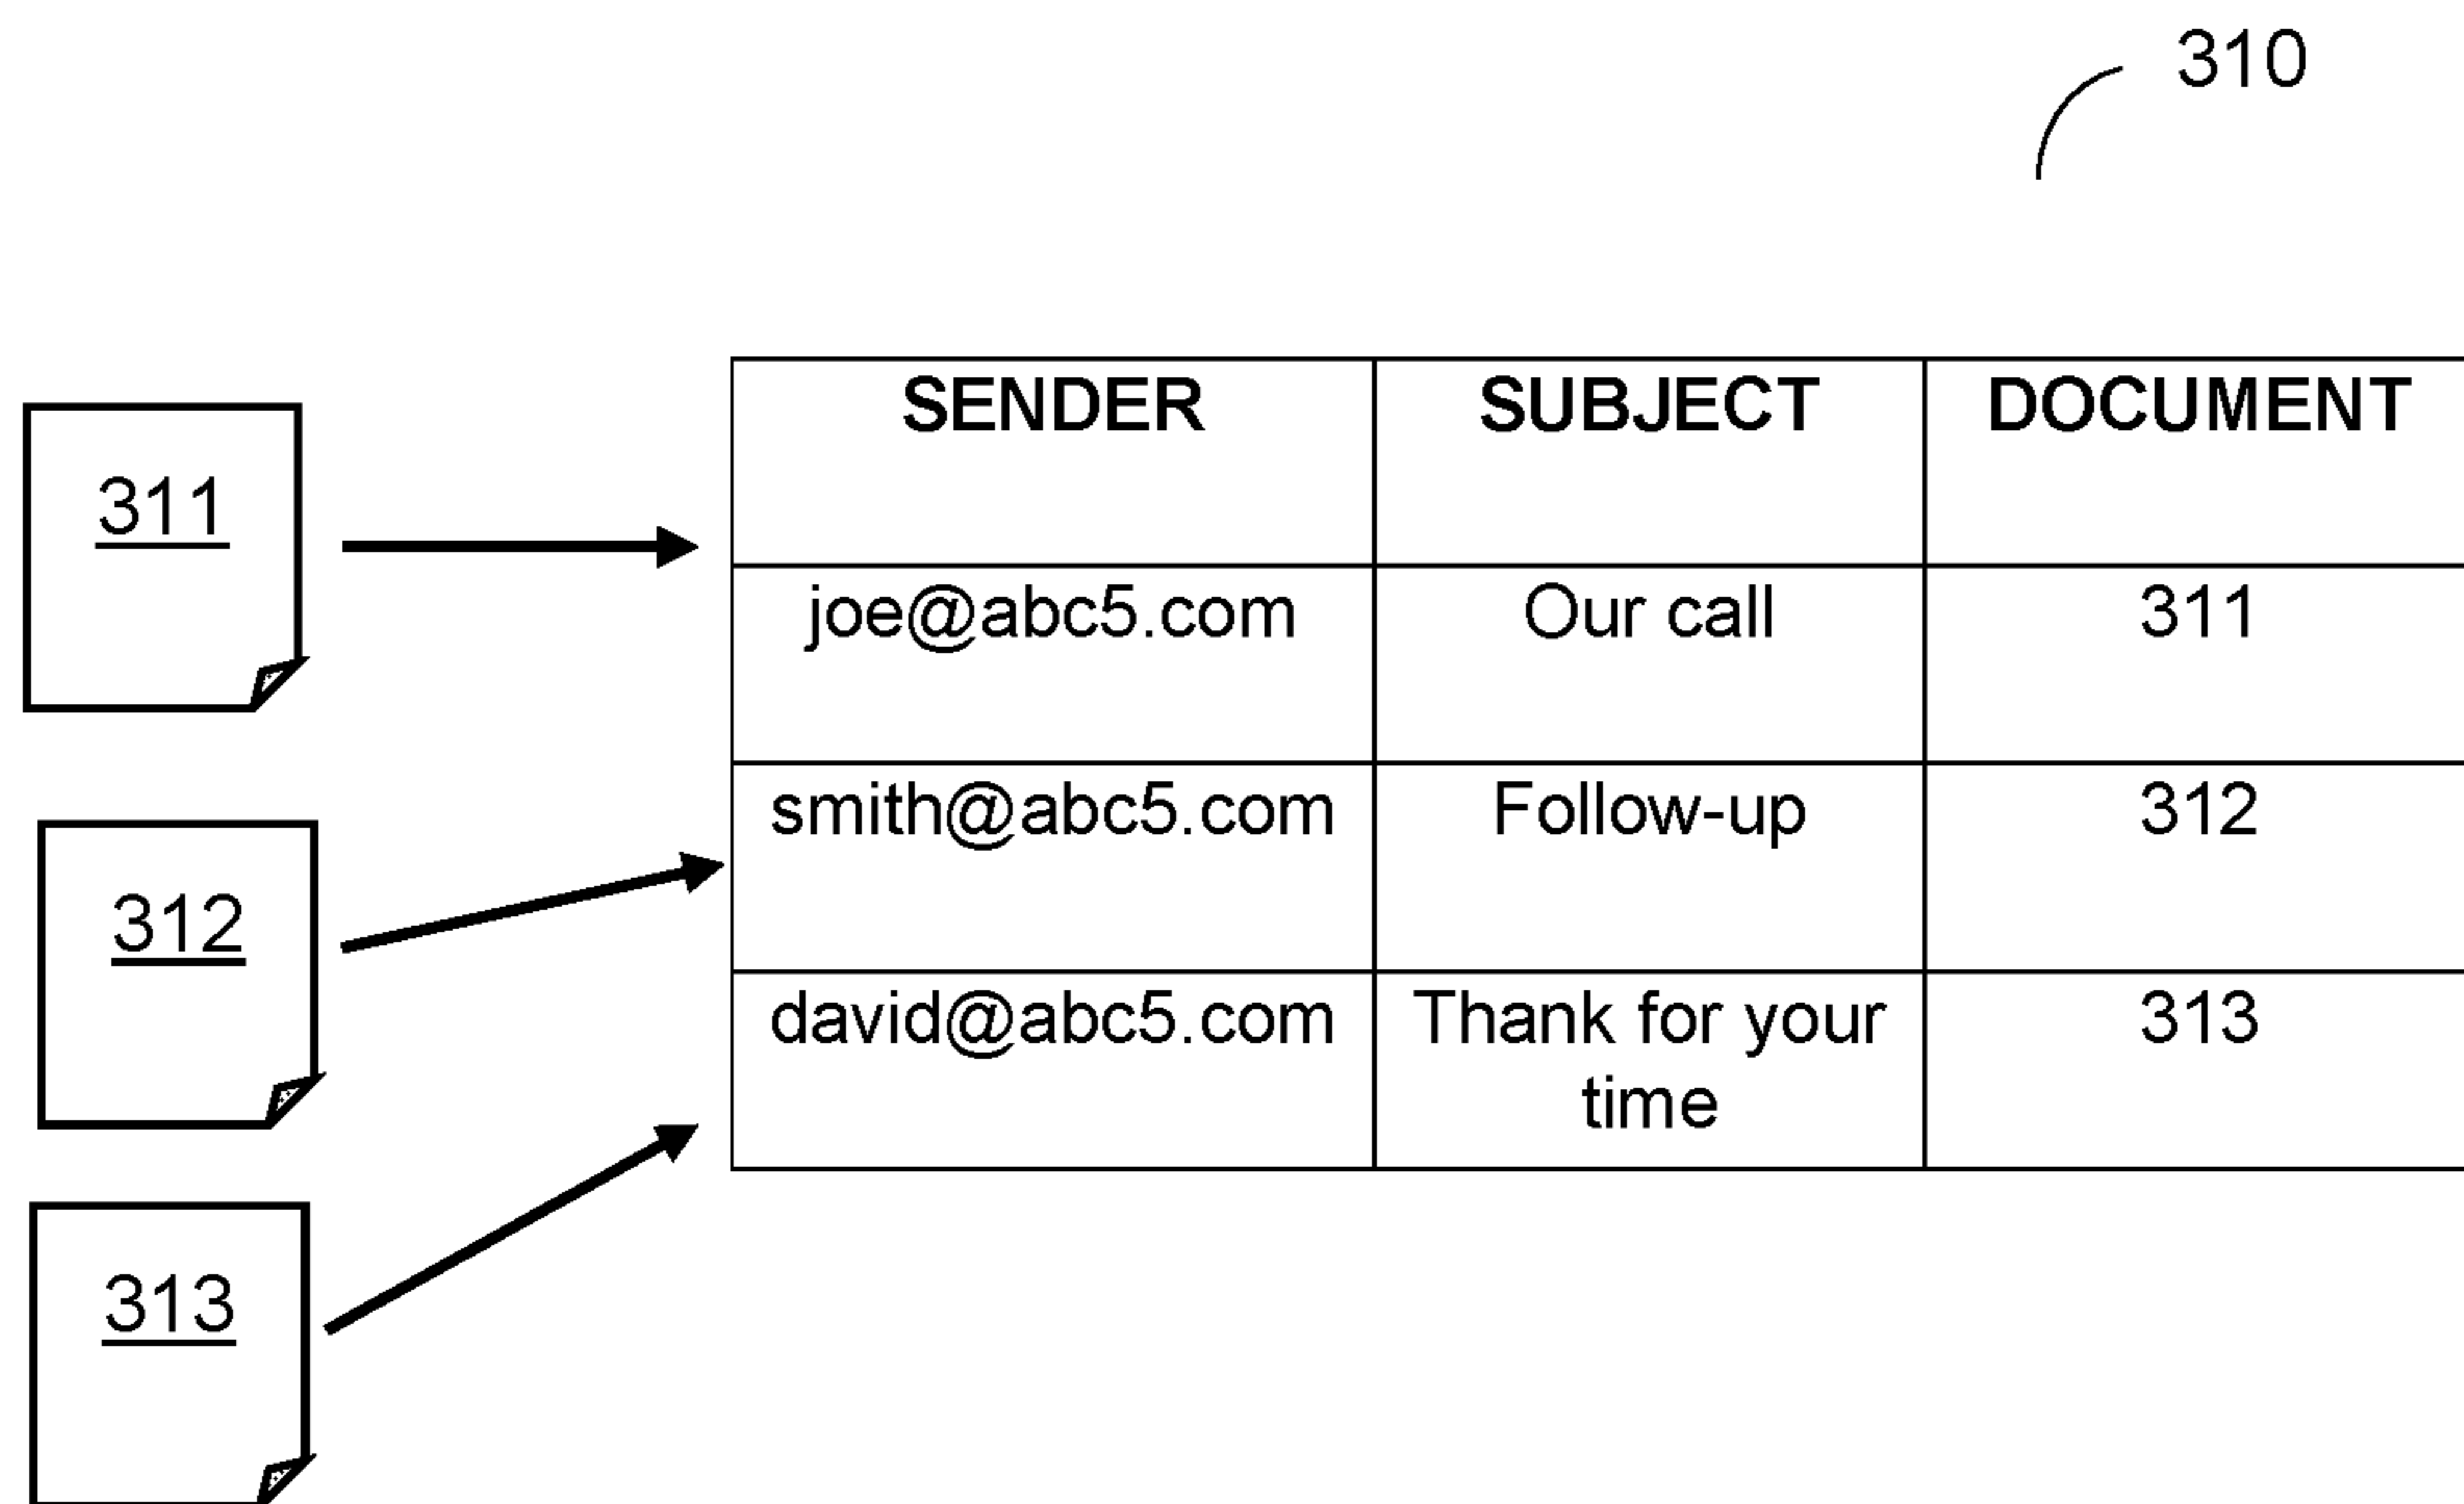 310
SENDER SUBJECT DOCUMENT
311
joe@abc5.com Our call 311
smith@abc5.com Follow-up 312
312
david@abc5.com Thank for your 313
time
313